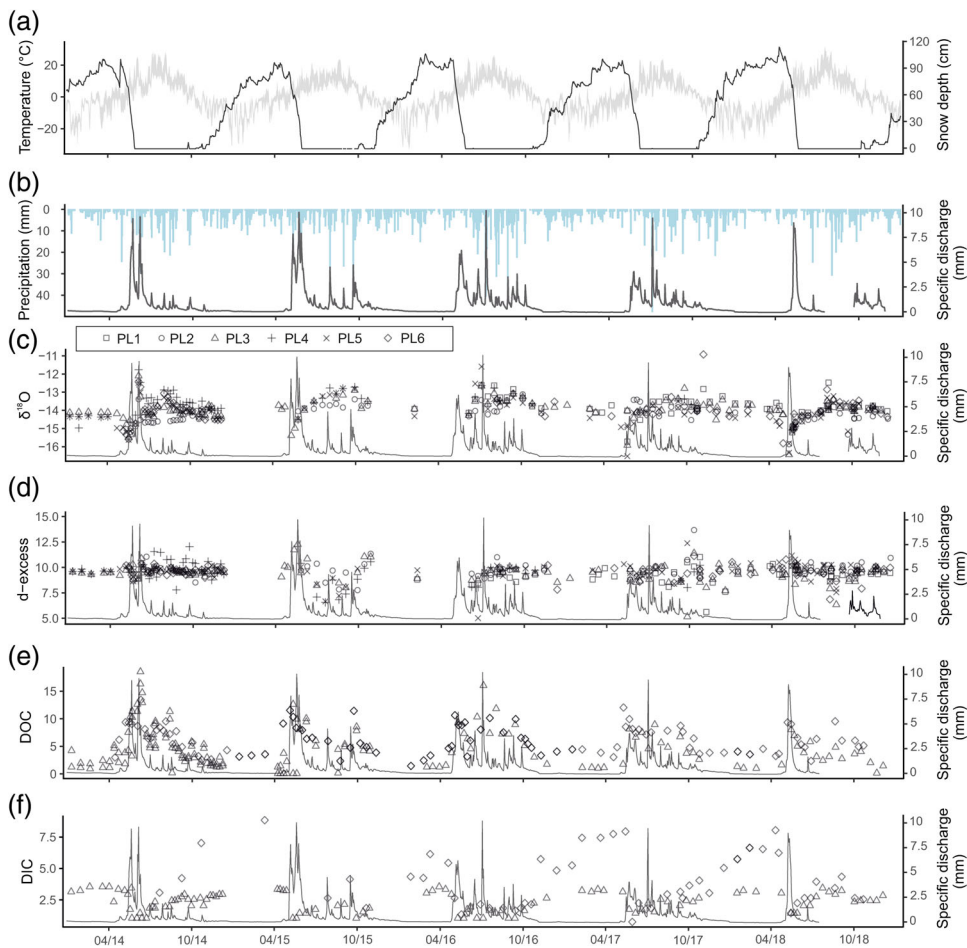 (a)
Temperature (°C)
20
0
−20
120
90
60
30
0
Snow depth (cm)
(b)
Precipitation (mm)
0
10
20
30
40
10
7.5
5
2.5
0
Specific discharge
(mm)
PL1 PL2 PL3 PL4 PL5 PL6
(c)
δ18O
−11
−12
−13
−14
−15
−16
10
7.5
5
2.5
0
Specific discharge
(mm)
(d)
d−excess
15.0
12.5
10.0
7.5
5.0
10
7.5
5
2.5
0
Specific discharge
(mm)
(e)
DOC
15
10
5
0
10
7.5
5
2.5
0
Specific discharge
(mm)
(f)
DIC
7.5
5.0
2.5
10
7.5
5
2.5
0
Specific discharge
(mm)
04/14 10/14 04/15 10/15 04/16 10/16 04/17 10/17 04/18 10/18